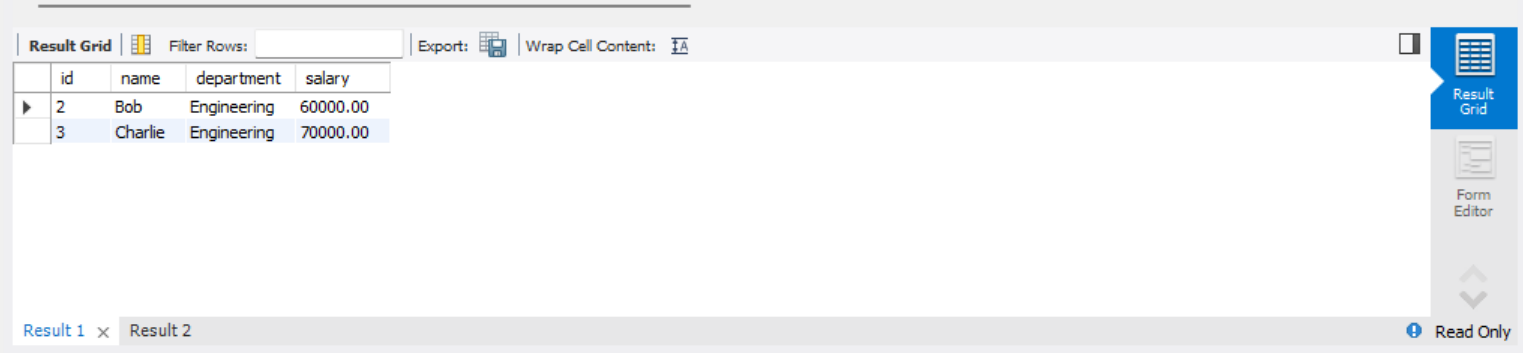 Result Grid Filter Rows: Export: Wrap Cell Content: IA
id name department salary
2 Bob Engineering 60000.00
3 Charlie Engineering 70000.00
Result
Grid
Form
Editor
Result 1 × Result 2 Read Only